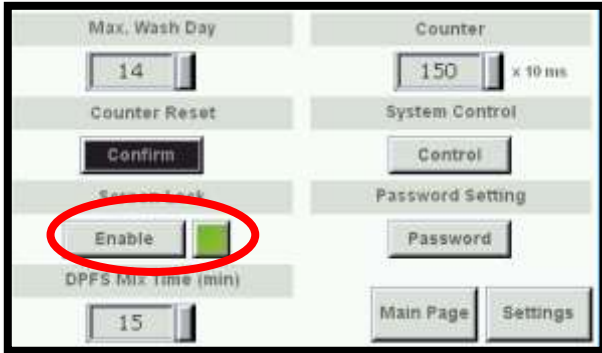 Max. Wash Day
14
Counter Reset
Confirm
Screen Lock
Enable
DPFS Mix Time (min)
15
Counter
150 x 10 ms
System Control
Control
Password Setting
Password
Main Page
Settings